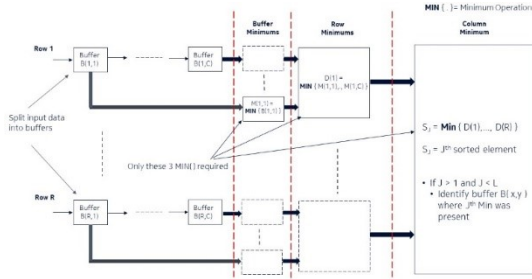 MIN { .. } = Minimum Operation
Buffer
Minimums
Row
Minimums
Column
Minimum
Row 1
Buffer
B(1,1)
Buffer
B(1,C)
D(1) =
MIN { M(1,1), , M(1,C) }
M(1,1) =
MIN { B(1,1) }
Split input data
into buffers
Only these 3 MIN{} required
SJ = Min { D(1),..., D(R) }
SJ = Jth sorted element
• If J > 1 and J < L
• Identify buffer B( x,y )
where Jth Min was
present
Row R
Buffer
B(R,1)
Buffer
B(R,C)